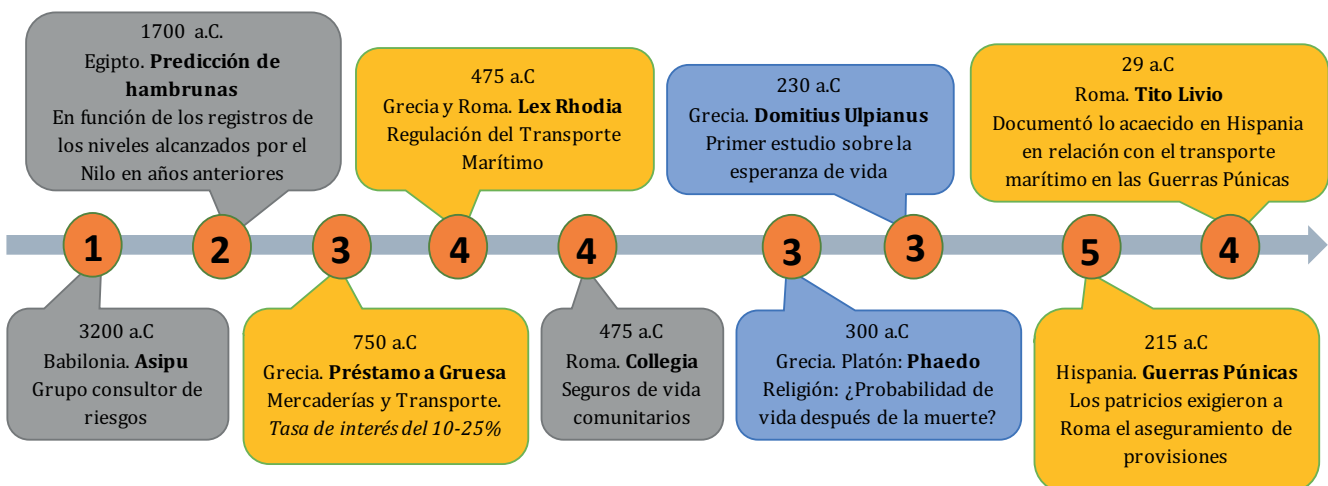 1700 a.C.
Egipto. Predicción de
hambrunas
En función de los registros de
los niveles alcanzados por el
Nilo en años anteriores
475 a.C
Grecia y Roma. Lex Rhodia
Regulación del Transporte
Marítimo
230 a.C
Grecia. Domitius Ulpianus
Primer estudio sobre la
esperanza de vida
29 a.C
Roma. Tito Livio
Documentó lo acaecido en Hispania
en relación con el transporte
marítimo en las Guerras Púnicas
1
2
3
4
4
3
3
5
4
3200 a.C
Babilonia. Asipu
Grupo consultor de
riesgos
750 a.C
Grecia. Préstamo a Gruesa
Mercaderías y Transporte.
Tasa de interés del 10-25%
475 a.C
Roma. Collegia
Seguros de vida
comunitarios
300 a.C
Grecia. Platón: Phaedo
Religión: ¿Probabilidad de
vida después de la muerte?
215 a.C
Hispania. Guerras Púnicas
Los patricios exigieron a
Roma el aseguramiento de
provisiones